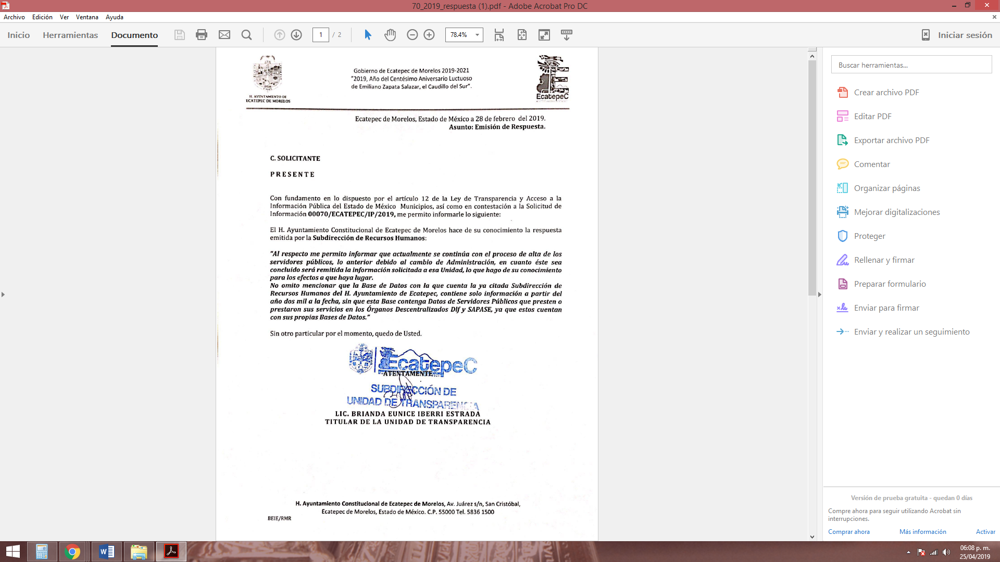 70_2019_respuesta (1).pdf - Adobe Acrobat Pro DC
Archivo Edición Ver Ventana Ayuda
Inicio Herramientas Documento 1 / 2 78.4% Iniciar sesión
H. AYUNTAMIENTO DE
ECATEPEC DE MORELOS
Gobierno de Ecatepec de Morelos 2019-2021
"2019, Año del Centésimo Aniversario Luctuoso
de Emiliano Zapata Salazar, el Caudillo del Sur".
EcatepeC
Ecatepec de Morelos, Estado de México a 28 de febrero del 2019.
Asunto: Emisión de Respuesta.
C. SOLICITANTE
P R E S E N T E
Con fundamento en lo dispuesto por el artículo 12 de la Ley de Transparencia y Acceso a la
Información Pública del Estado de México Municipios, así como en contestación a la Solicitud de
Información 00070/ECATEPEC/IP/2019, me permito informarle lo siguiente:
El H. Ayuntamiento Constitucional de Ecatepec de Morelos hace de su conocimiento la respuesta
emitida por la Subdirección de Recursos Humanos:
"Al respecto me permito informar que actualmente se continúa con el proceso de alta de los
servidores públicos, lo anterior debido al cambio de Administración, en cuanto éste sea
concluido será remitida la información solicitada a esa Unidad, lo que hago de su conocimiento
para los efectos a que haya lugar.
No omito mencionar que la Base de Datos con la que cuenta la ya citada Subdirección de
Recursos Humanos del H. Ayuntamiento de Ecatepec, contiene solo información a partir del
año dos mil a la fecha, sin que esta Base contenga Datos de Servidores Públicos que presten o
prestaron sus servicios en los Órganos Descentralizados DIf y SAPASE, ya que estos cuentan
con sus propias Bases de Datos."
Sin otro particular por el momento, quedo de Usted.
EcatepeC
ATENTAMENTE
SUBDIRECCIÓN DE
UNIDAD DE TRANSPARENCIA
LIC. BRIANDA EUNICE IBERRI ESTRADA
TITULAR DE LA UNIDAD DE TRANSPARENCIA
H. Ayuntamiento Constitucional de Ecatepec de Morelos, Av. Juárez s/n, San Cristóbal,
Ecatepec de Morelos, Estado de México. C.P. 55000 Tel. 5836 1500
BEIE/RMR
Buscar herramientas...
Crear archivo PDF
Editar PDF
Exportar archivo PDF
Comentar
Organizar páginas
Mejorar digitalizaciones
Proteger
Rellenar y firmar
Preparar formulario
Enviar para firmar
Enviar y realizar un seguimiento
Versión de prueba gratuita - quedan 0 días
Compre ahora para seguir utilizando Acrobat sin
interrupciones.
Comprar ahora Más información Activar
06:08 p. m.
25/04/2019